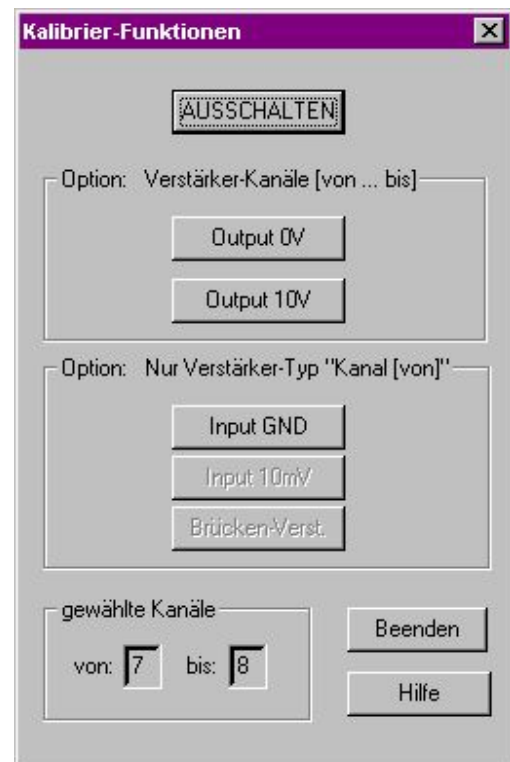 Kalibrier-Funktionen
AUSSCHALTEN
Option: Verstärker-Kanäle [von ... bis]
Output 0V
Output 10V
Option: Nur Verstärker-Typ "Kanal [von]"
Input GND
Input 10mV
Brücken-Verst.
gewählte Kanäle
von: 7 bis: 8
Beenden
Hilfe